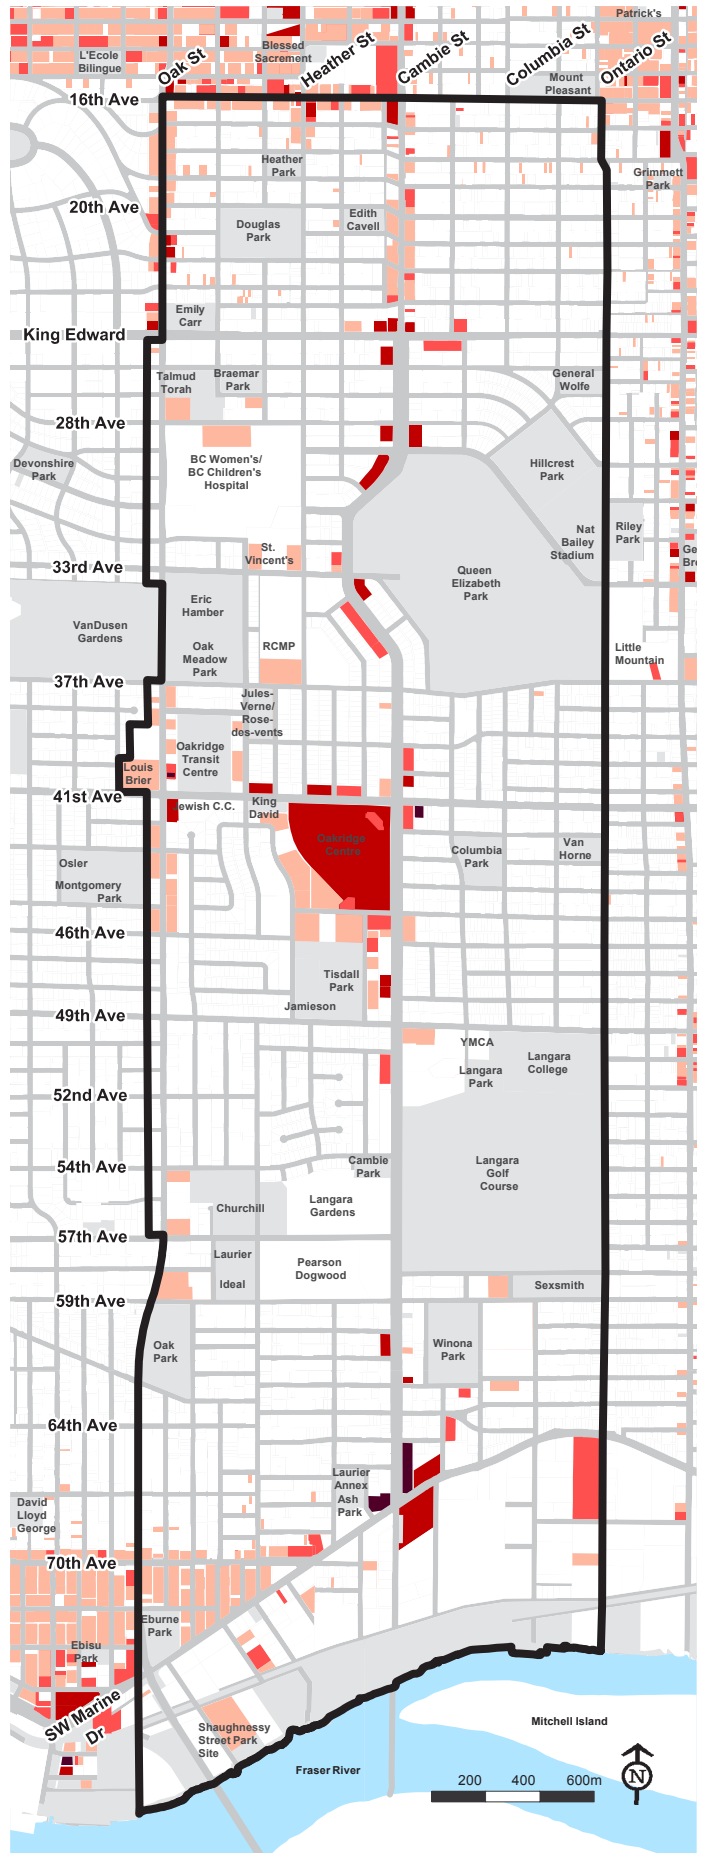 Patrick's
L'Ecole
Bilingue
Blessed
Sacrement
Oak St
Heather St
Cambie St
Columbia St
Ontario St
Mount
Pleasant
16th Ave
Heather
Park
Grimmett
Park
20th Ave
Douglas
Park
Edith
Cavell
Emily
Carr
King Edward
Talmud
Torah
Braemar
Park
General
Wolfe
28th Ave
BC Women's/
BC Children's
Hospital
Devonshire
Park
Hillcrest
Park
Nat
Bailey
Stadium
Riley
Park
St.
Vincent's
Ge
Br
33rd Ave
Queen
Elizabeth
Park
Eric
Hamber
VanDusen
Gardens
Oak
Meadow
Park
RCMP
Little
Mountain
37th Ave
Jules-
Verne/
Rose-
des-vents
Oakridge
Transit
Centre
Louis
Brier
41st Ave
ewish C.C.
King
David
Oakridge
Centre
Columbia
Park
Van
Horne
Osler
Montgomery
Park
46th Ave
Tisdall
Park
Jamieson
49th Ave
YMCA
Langara
College
Langara
Park
52nd Ave
54th Ave
Cambie
Park
Langara
Golf
Course
Churchill
Langara
Gardens
57th Ave
Laurier
Pearson
Dogwood
Ideal
Sexsmith
59th Ave
Oak
Park
Winona
Park
64th Ave
Laurier
Annex
Ash
Park
David
Lloyd
George
70th Ave
Eburne
Park
Ebisu
Park
SW Marine
Dr
Shaughnessy
Street Park
Site
Mitchell Island
Fraser River
N
200 400 600m